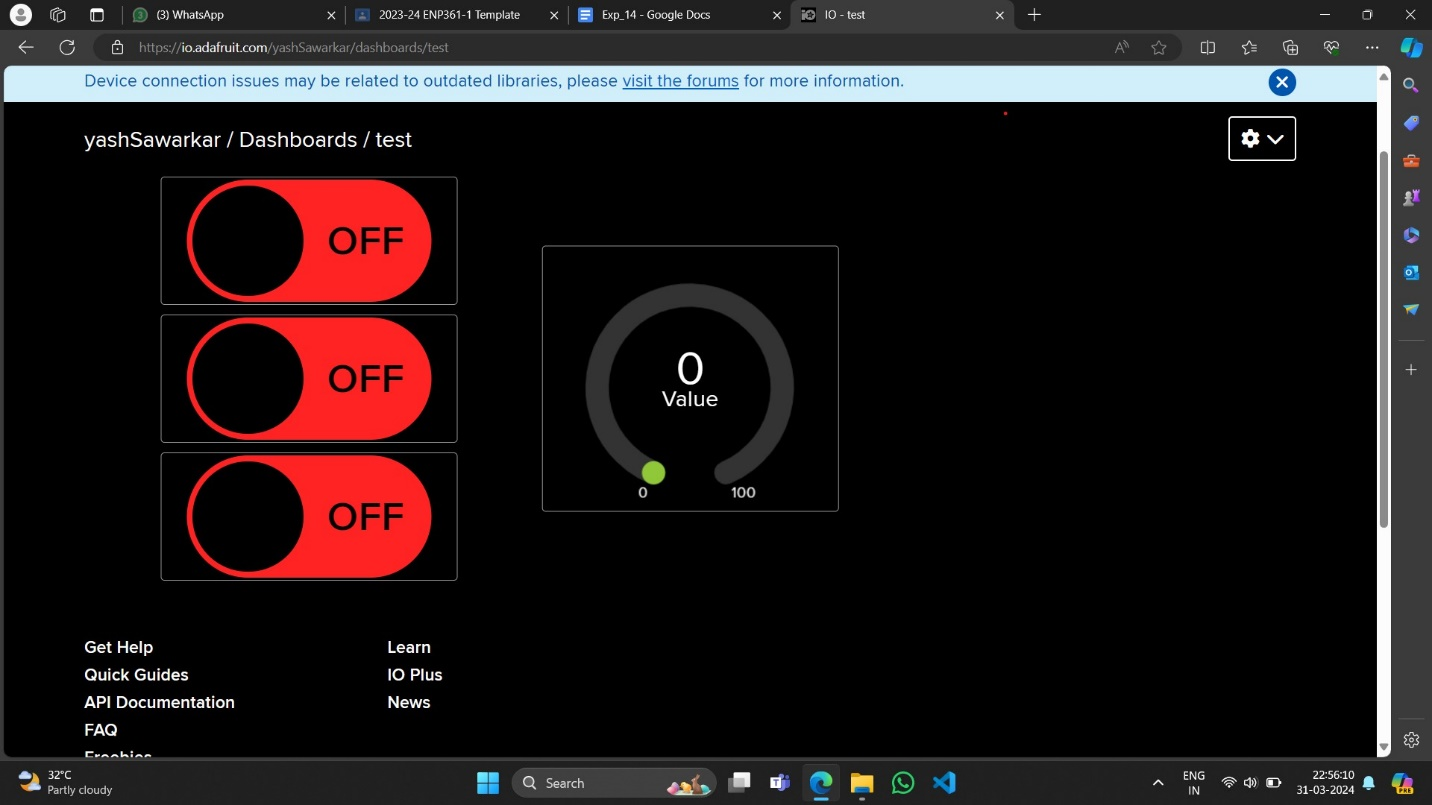 (3) WhatsApp
2023-24 ENP361-1 Template
Exp_14 - Google Docs
IO - test
https://io.adafruit.com/yashSawarkar/dashboards/test
Device connection issues may be related to outdated libraries, please visit the forums for more information.
yashSawarkar / Dashboards / test
OFF
OFF
OFF
0
Value
0 100
Get Help
Quick Guides
API Documentation
FAQ
Freebies
Learn
IO Plus
News
32°C
Partly cloudy
Search
ENG
IN
22:56:10
31-03-2024
PRE